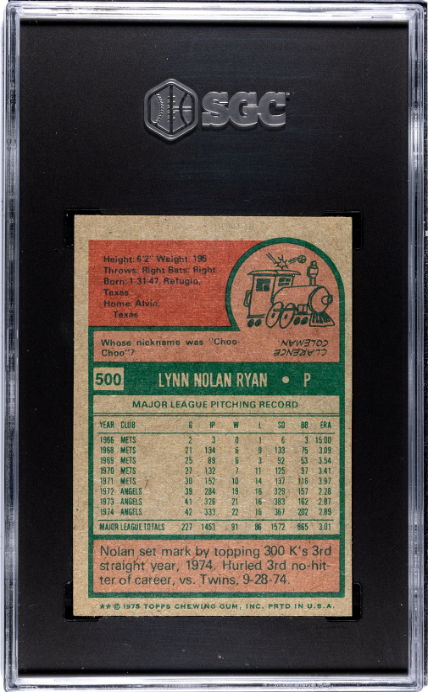 SGC
Height: 6'2" Weight: 195
Throws: Right Bats: Right
Born: 1-31-47, Refugio,
Texas
Home: Alvin,
Texas
Whose nickname was "Choo-
Choo"?
CLARENCE
COLEMAN
500 LYNN NOLAN RYAN • P
MAJOR LEAGUE PITCHING RECORD
YEAR CLUB G IP W L SO BB ERA
1966 METS 2 3 0 1 6 3 15.00
1968 METS 21 134 6 9 133 75 3.09
1969 METS 25 89 6 3 92 53 3.54
1970 METS 27 132 7 11 125 97 3.41
1971 METS 30 152 10 14 137 116 3.97
1972 ANGELS 39 284 19 16 329 157 2.28
1973 ANGELS 41 326 21 16 383 162 2.87
1974 ANGELS 42 333 22 16 367 202 2.89
MAJOR LEAGUE TOTALS 227 1453 91 86 1572 865 3.01
Nolan set mark by topping 300 K's 3rd
straight year, 1974. Hurled 3rd no-hit-
ter of career, vs. Twins, 9-28-74.
** © 1975 TOPPS CHEWING GUM, INC. PRTD IN U.S.A.